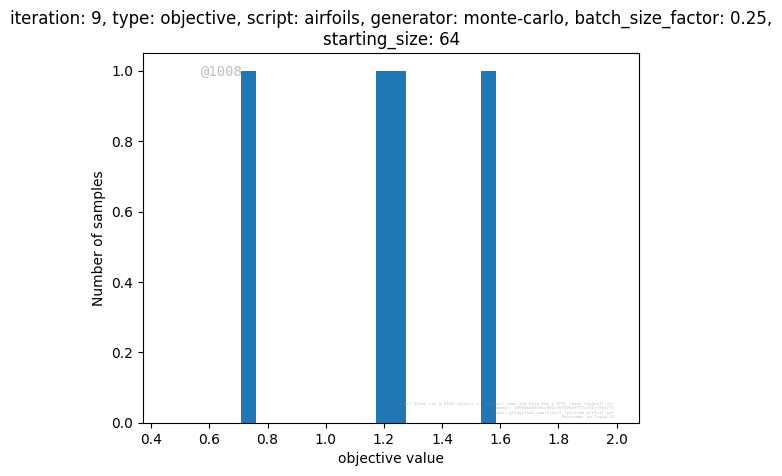 iteration: 9, type: objective, script: airfoils, generator: monte-carlo, batch_size_factor: 0.25,
starting_size: 64
@1008
1.0
0.8
0.6
0.4
0.2
0.0
Number of samples
0.4 0.6 0.8 1.0 1.2 1.4 1.6 1.8 2.0
objective value